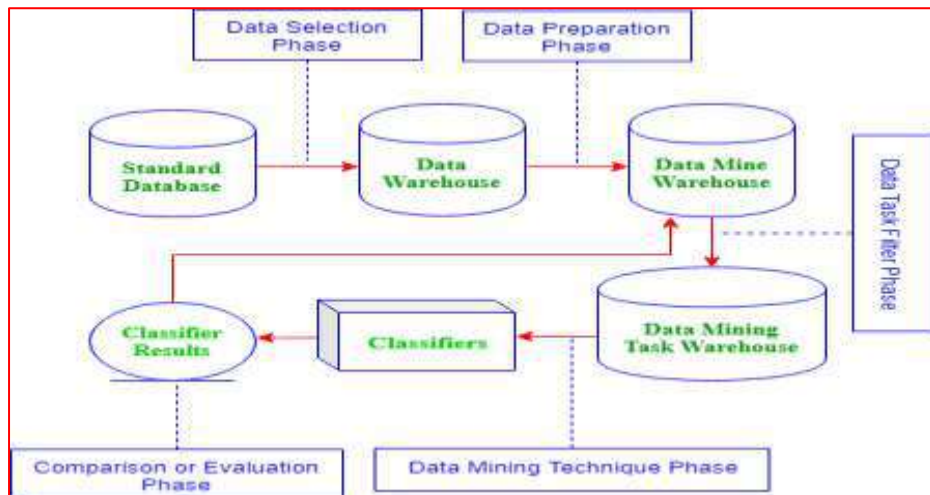 Data Selection
Phase
Data Preparation
Phase
Standard
Database
Data
Warehouse
Data Mine
Warehouse
Data Task Filter Phase
Classifier
Results
Classifiers
Data Mining
Task Warehouse
Comparison or Evaluation
Phase
Data Mining Technique Phase